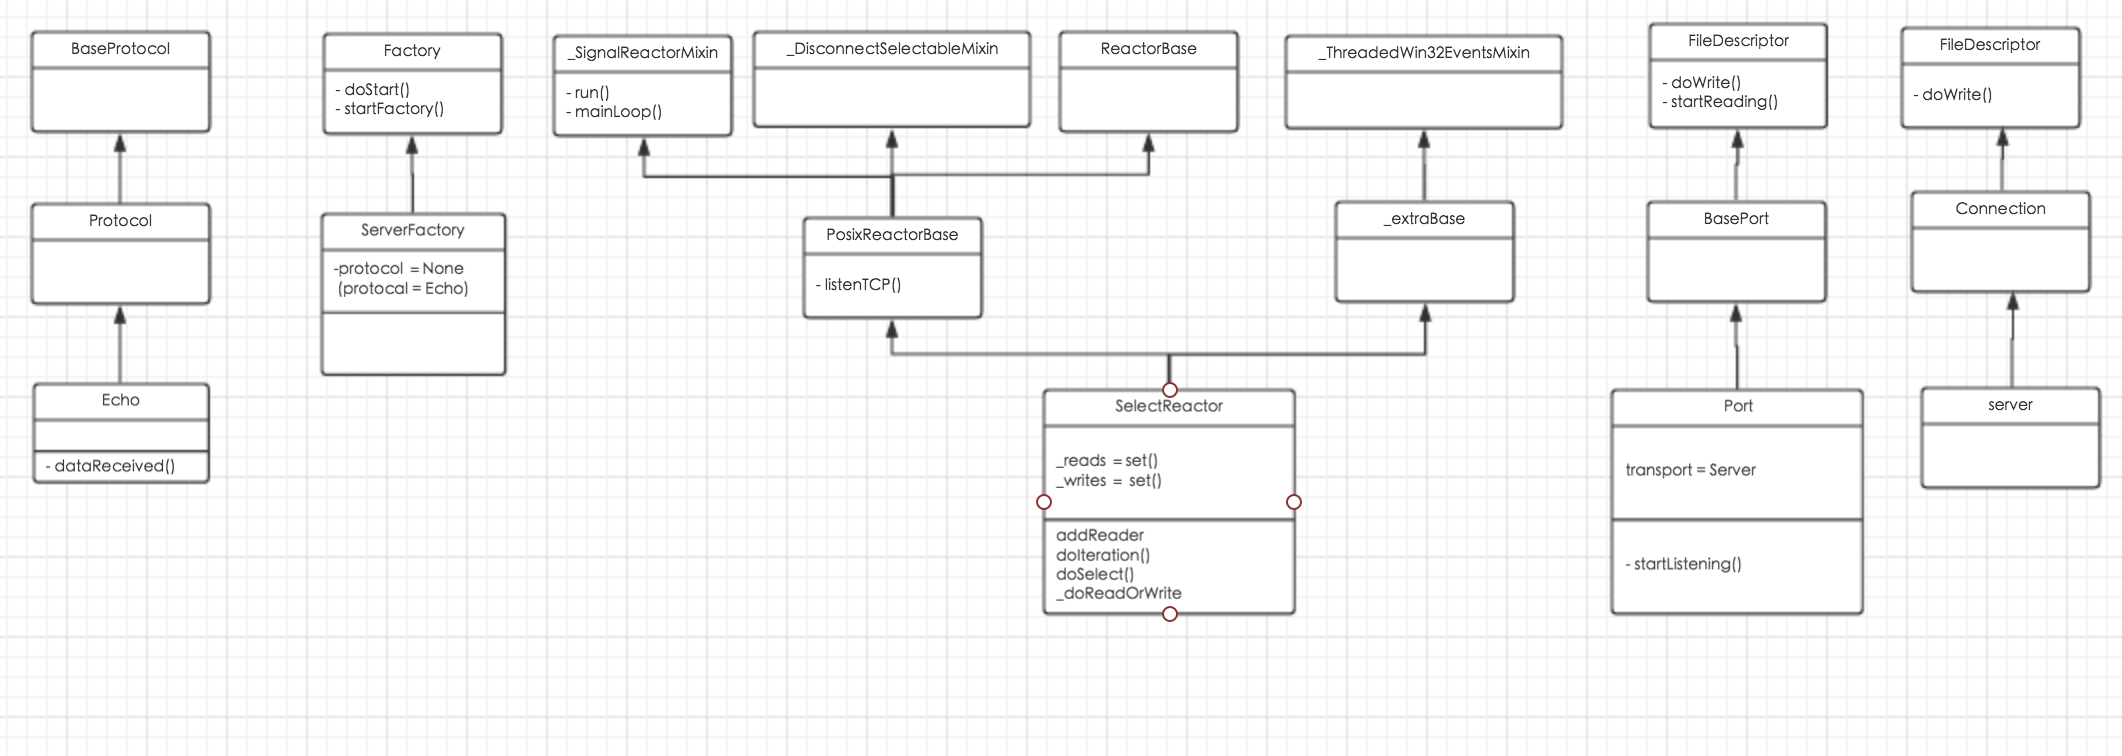 BaseProtocol
Protocol
Echo
- dataReceived()
Factory
- doStart()
- startFactory()
ServerFactory
-protocol = None
(protocal = Echo)
_SignalReactorMixin
- run()
- mainLoop()
_DisconnectSelectableMixin
ReactorBase
PosixReactorBase
- listenTCP()
_ThreadedWin32EventsMixin
_extraBase
SelectReactor
_reads = set()
_writes = set()
addReader
doIteration()
doSelect()
_doReadOrWrite
FileDescriptor
- doWrite()
- startReading()
BasePort
Port
transport = Server
- startListening()
FileDescriptor
- doWrite()
Connection
server